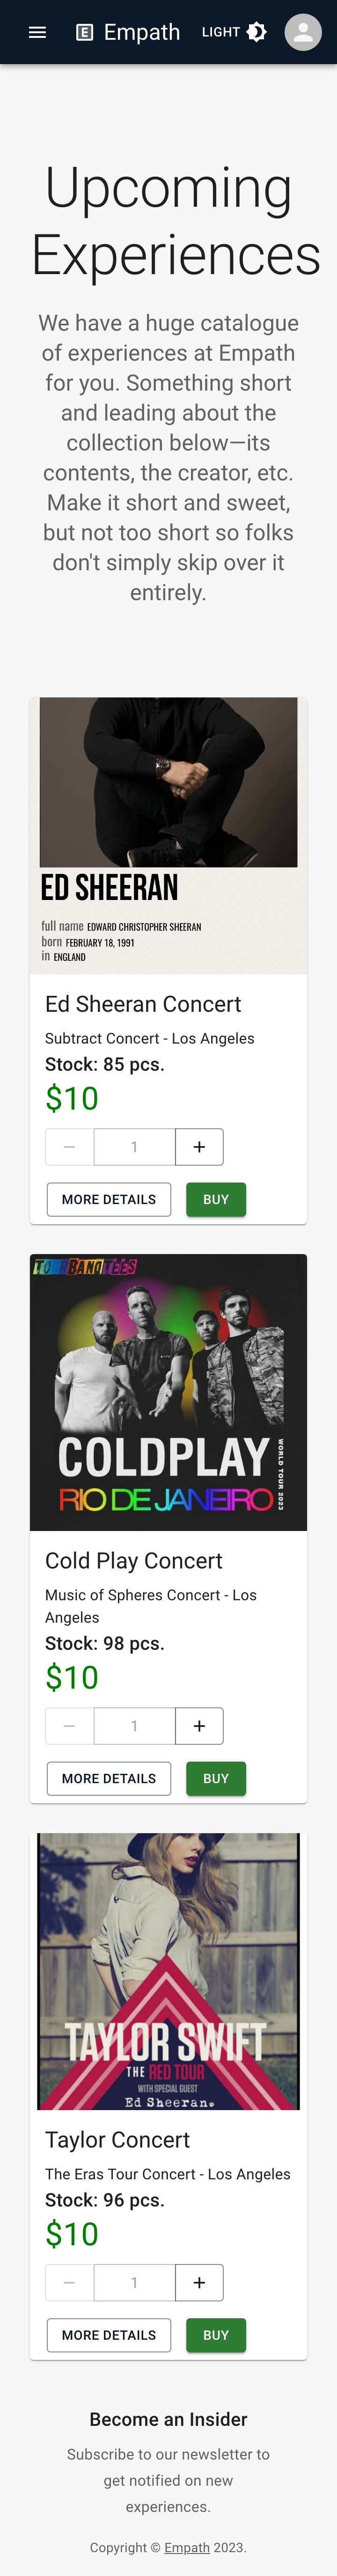 E Empath LIGHT
Upcoming
Experiences
We have a huge catalogue
of experiences at Empath
for you. Something short
and leading about the
collection below—its
contents, the creator, etc.
Make it short and sweet,
but not too short so folks
don't simply skip over it
entirely.
ED SHEERAN
full name EDWARD CHRISTOPHER SHEERAN
born FEBRUARY 18, 1991
in ENGLAND
Ed Sheeran Concert
Subtract Concert - Los Angeles
Stock: 85 pcs.
$10
1
MORE DETAILS BUY
TOURBANDTEES
COLDPLAY
WORLD TOUR 2023
RIO DE JANEIRO
Cold Play Concert
Music of Spheres Concert - Los
Angeles
Stock: 98 pcs.
$10
1
MORE DETAILS BUY
TAYLOR SWIFT
THE RED TOUR
WITH SPECIAL GUEST
Ed Sheeran.
Taylor Concert
The Eras Tour Concert - Los Angeles
Stock: 96 pcs.
$10
1
MORE DETAILS BUY
Become an Insider
Subscribe to our newsletter to
get notified on new
experiences.
Copyright © Empath 2023.